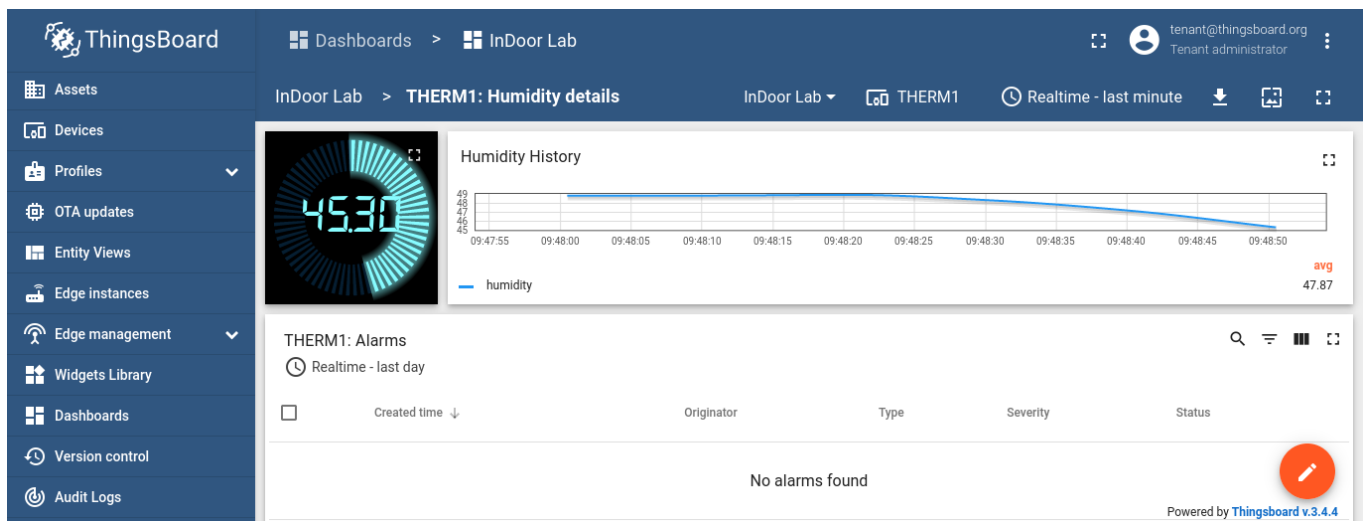 ThingsBoard
Dashboards > InDoor Lab
tenant@thingsboard.org
Tenant administrator
Assets
Devices
Profiles
OTA updates
Entity Views
Edge instances
Edge management
Widgets Library
Dashboards
Version control
Audit Logs
InDoor Lab > THERM1: Humidity details
InDoor Lab
THERM1
Realtime - last minute
45.30
Humidity History
49
48
47
46
45
09:47:55 09:48:00 09:48:05 09:48:10 09:48:15 09:48:20 09:48:25 09:48:30 09:48:35 09:48:40 09:48:45 09:48:50
avg
humidity 47.87
THERM1: Alarms
Realtime - last day
Created time Originator Type Severity Status
No alarms found
Powered by Thingsboard v.3.4.4